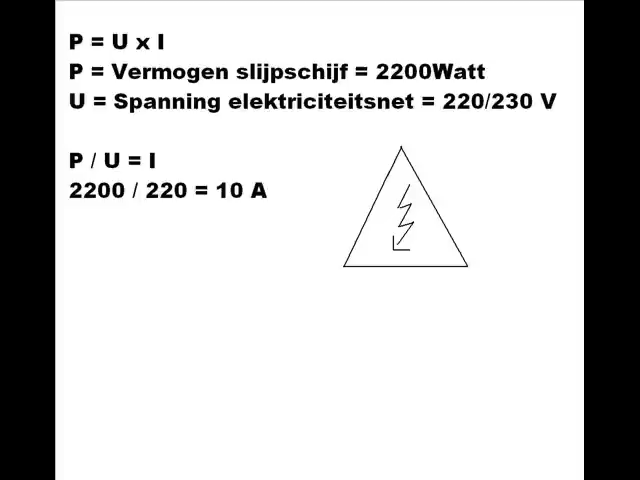 P = U x I
P = Vermogen slijpschijf = 2200Watt
U = Spanning elektriciteitsnet = 220/230 V
P / U = I
2200 / 220 = 10 A